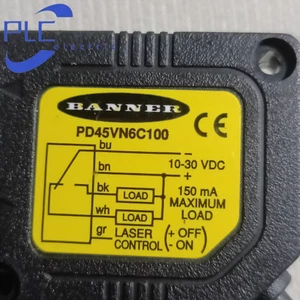 PLC
BANNER
PD45VN6C100
CE
bu
bn
bk
wh
gr
−
10-30 VDC
+
LOAD
LOAD
150 mA
MAXIMUM
LOAD
LASER (+ OFF)
CONTROL (- ON)